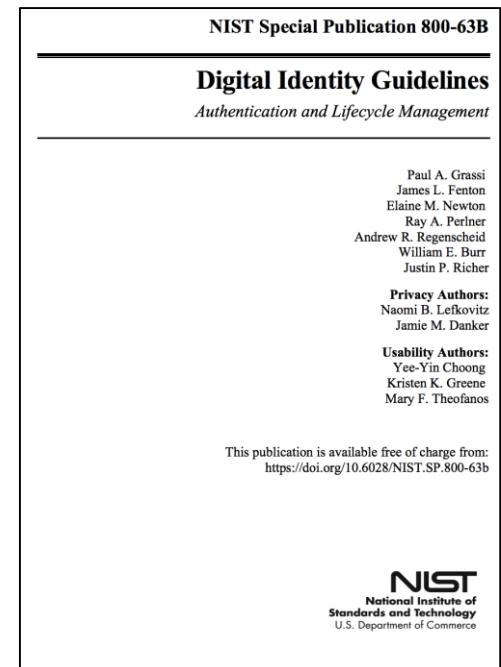 NIST Special Publication 800-63B
Digital Identity Guidelines
Authentication and Lifecycle Management
Paul A. Grassi
James L. Fenton
Elaine M. Newton
Ray A. Perlner
Andrew R. Regenscheid
William E. Burr
Justin P. Richer
Privacy Authors:
Naomi B. Lefkovitz
Jamie M. Danker
Usability Authors:
Yee-Yin Choong
Kristen K. Greene
Mary F. Theofanos
This publication is available free of charge from:
https://doi.org/10.6028/NIST.SP.800-63b
NIST
National Institute of
Standards and Technology
U.S. Department of Commerce